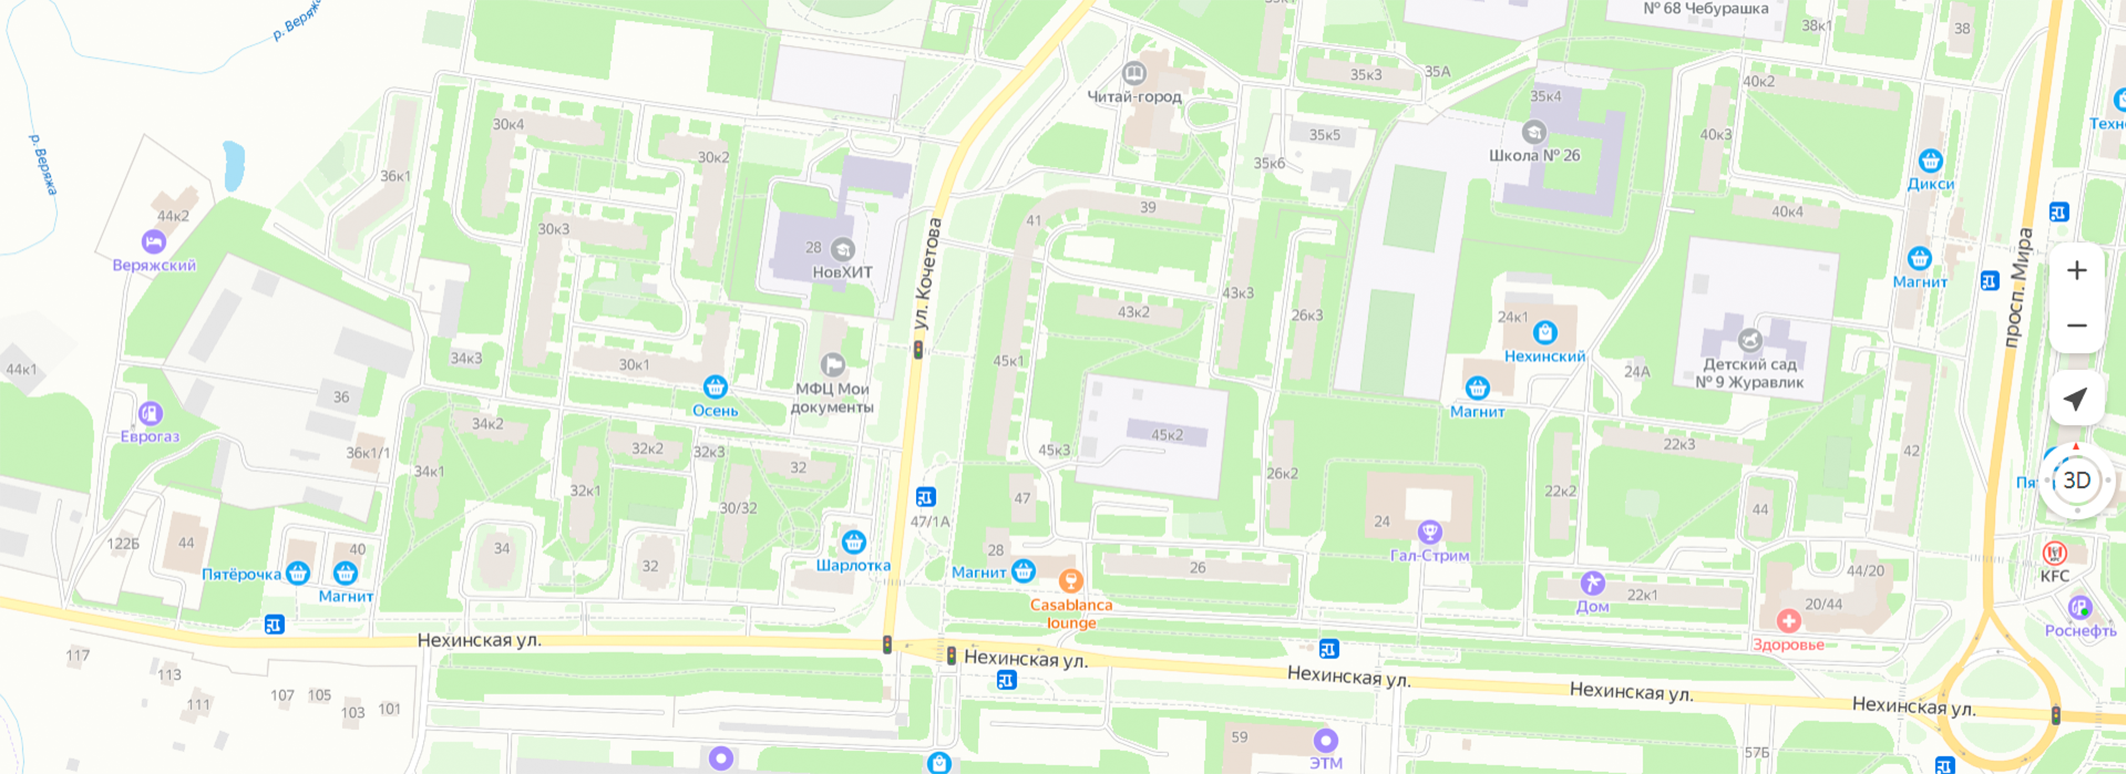 № 68 Чебурашка
38к1
38
р. Веряжа
35к3
35А
40к2
Читай-город
35к4
Техн
30к4
35к5
40к3
р. Веряжа
30к2
35к6
Школа № 26
36к1
Дикси
44к2
41
39
40к4
30к3
28
НовХИТ
ул. Кочетова
просп. Мира
Веряжский
Магнит
43к3
43к2
26к3
24к1
34к3
30к1
45к1
Нехинский
44к1
24А
Детский сад
№ 9 Журавлик
36
МФЦ Мои
документы
Осень
Магнит
Еврогаз
34к2
45к2
36к1/1
32к2
32к3
45к3
22к3
42
34к1
32
26к2
3D
32к1
22к2
47
30/32
47/1А
24
44
122Б
44
34
40
28
Гал-Стрим
KFC
Пятёрочка
32
Шарлотка
Магнит
26
44/20
Магнит
Casablanca
lounge
Дом
22к1
20/44
Роснефть
Здоровье
Нехинская ул.
Нехинская ул.
Нехинская ул.
Нехинская ул.
Нехинская ул.
117
113
107
105
111
103
101
59
ЭТМ
57Б